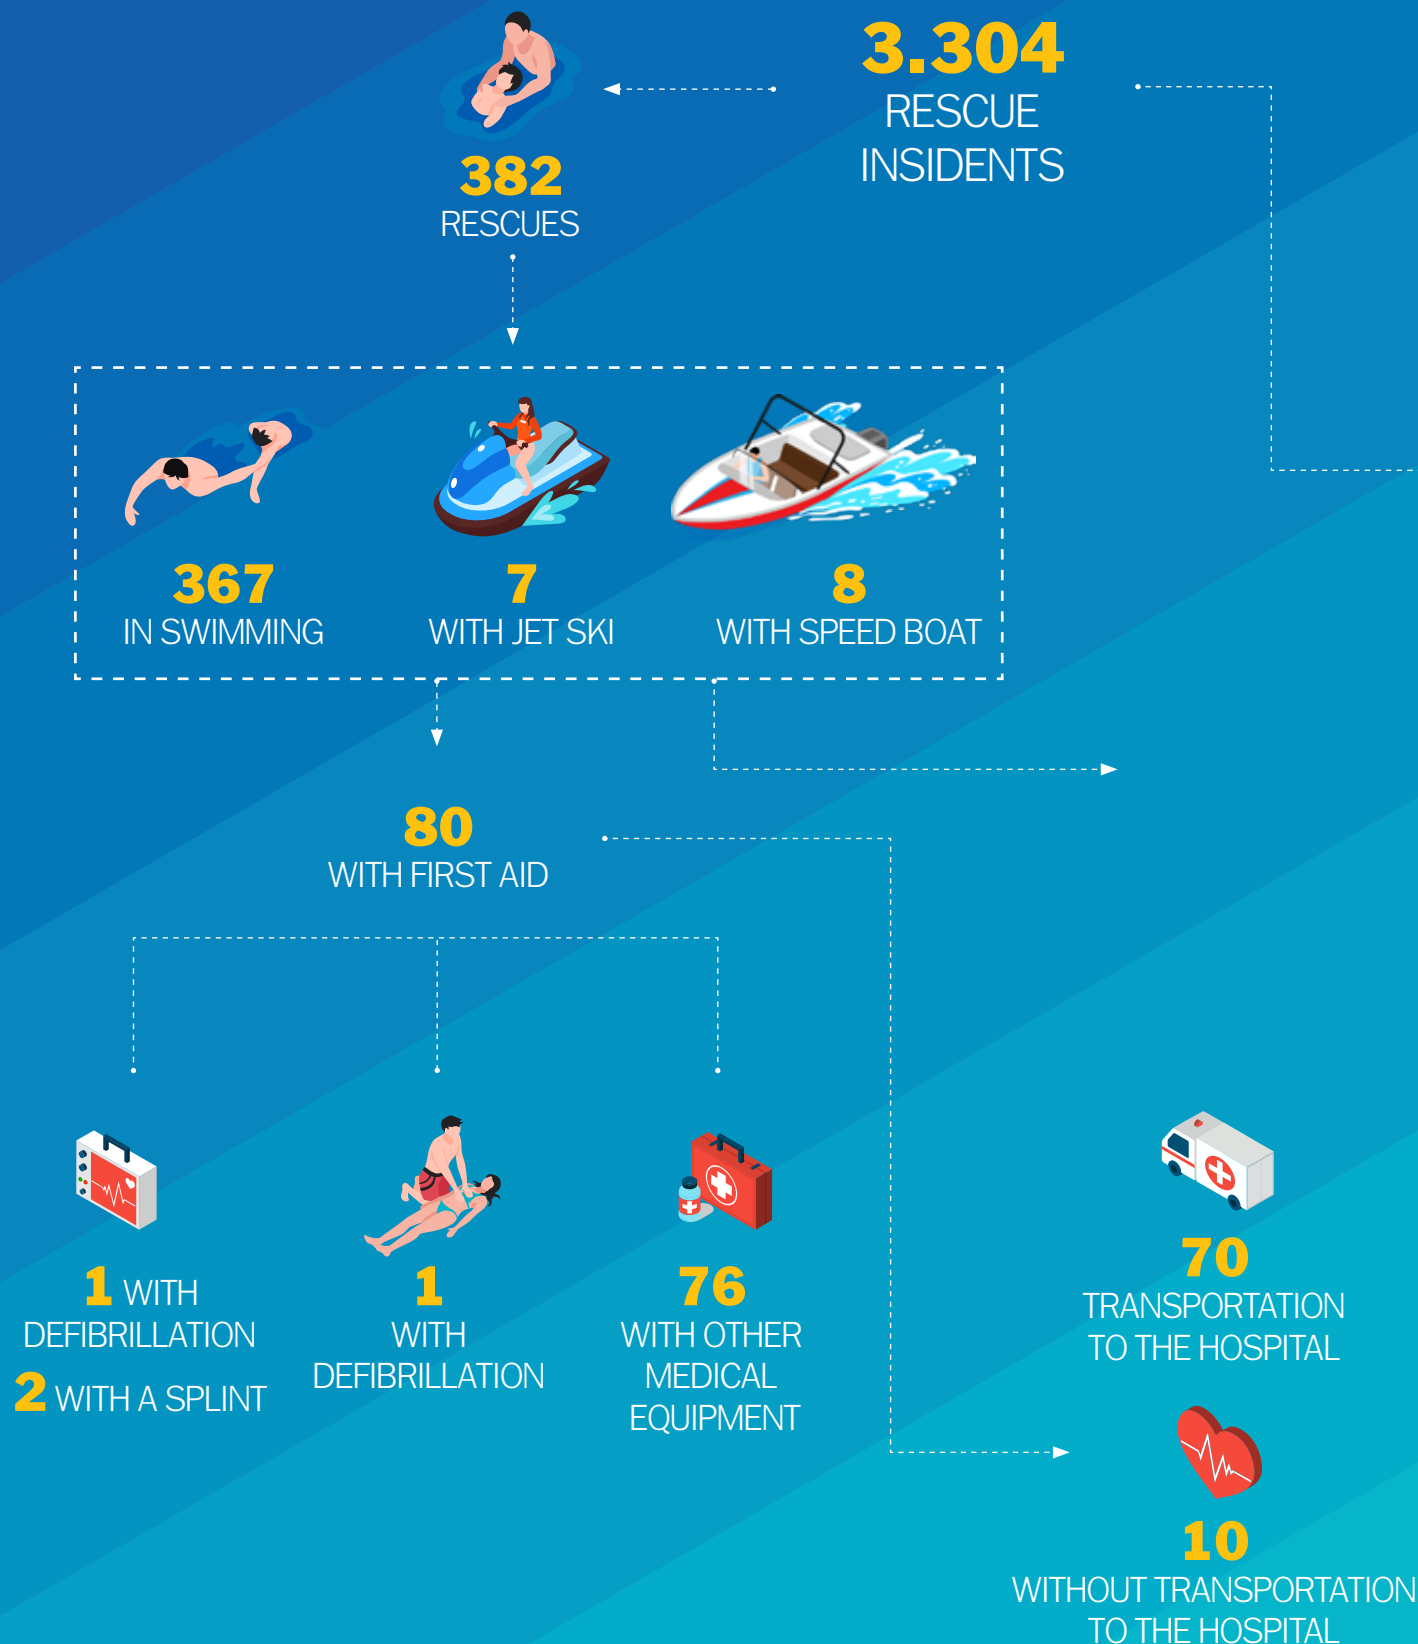 3.304
RESCUE
INSIDENTS
382
RESCUES
367
IN SWIMMING
7
WITH JET SKI
8
WITH SPEED BOAT
80
WITH FIRST AID
1 WITH
DEFIBRILLATION
2 WITH A SPLINT
1
WITH
DEFIBRILLATION
76
WITH OTHER
MEDICAL
EQUIPMENT
70
TRANSPORTATION
TO THE HOSPITAL
10
WITHOUT TRANSPORTATION
TO THE HOSPITAL